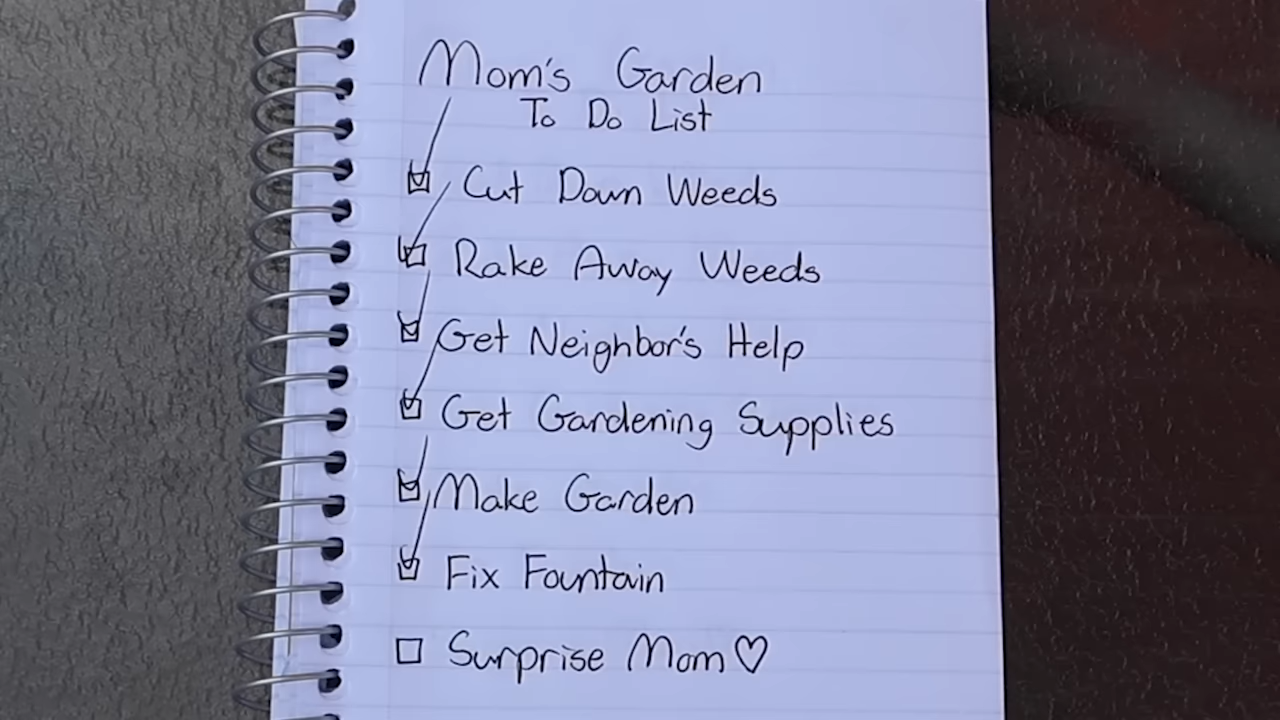 Mom's Garden
To Do List
Cut Down Weeds
Rake Away Weeds
Get Neighbor's Help
Get Gardening Supplies
Make Garden
Fix Fountain
Surprise Mom♡